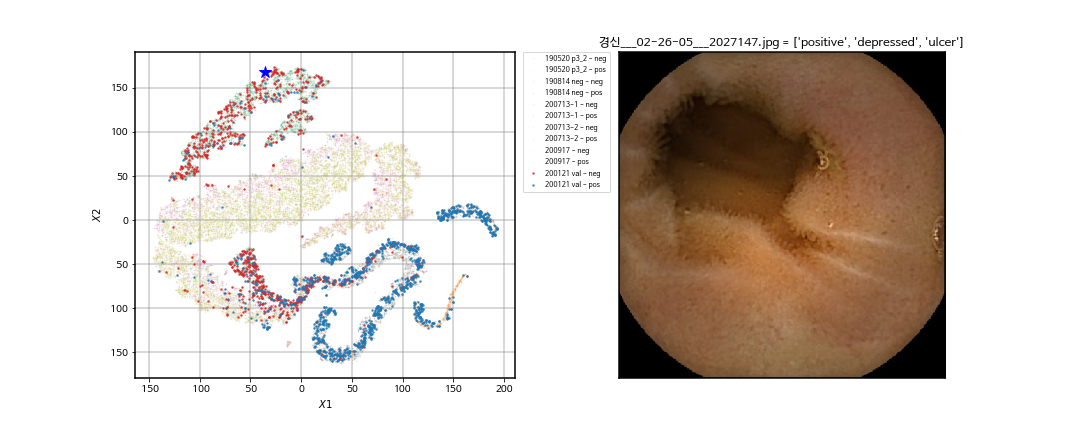 경신___02-26-05___2027147.jpg = ['positive', 'depressed', 'ulcer']
190520 p3_2 − neg
190520 p3_2 − pos
190814 neg − neg
190814 neg − pos
200713−1 − neg
200713−1 − pos
200713−2 − neg
200713−2 − pos
200917 − neg
200917 − pos
200121 val − neg
200121 val − pos
X2
150
100
50
0
50
100
150
150
100
50
0
50
100
150
200
X1